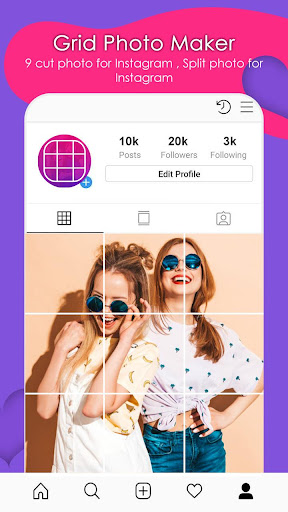 Grid Photo Maker
9 cut photo for Instagram , Split photo for
Instagram
10k
20k
3k
Posts
Followers
Following
Edit Profile